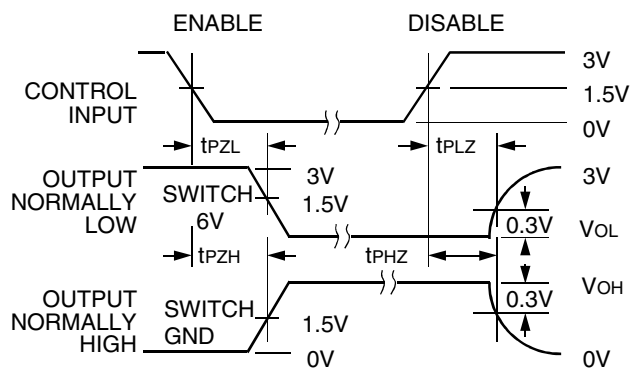 ENABLE DISABLE
CONTROL
INPUT
3V
1.5V
0V
tPZL
tPLZ
OUTPUT
NORMALLY
LOW
SWITCH
6V
3V
1.5V
3V
0.3V
VOL
tPZH
tPHZ
OUTPUT
NORMALLY
HIGH
SWITCH
GND
1.5V
0V
VOH
0.3V
0V